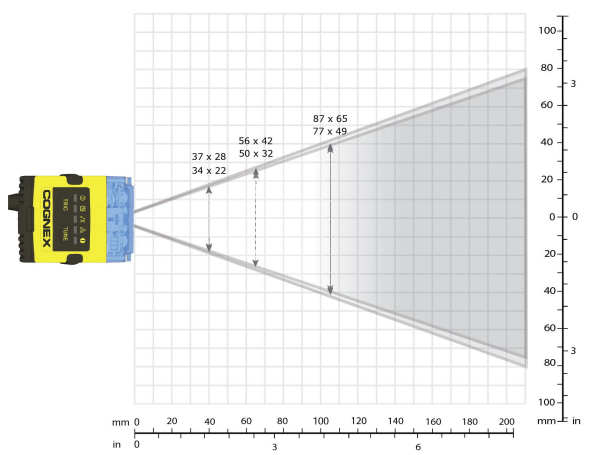 87 x 65
77 x 49
56 x 42
50 x 32
37 x 28
34 x 22
COGNEX
TRIG
TUNE
100
80
3
60
40
20
0 0
20
40
60
80
3
100
mm in
mm 0 20 40 60 80 100 120 140 160 180 200
in 0 3 6